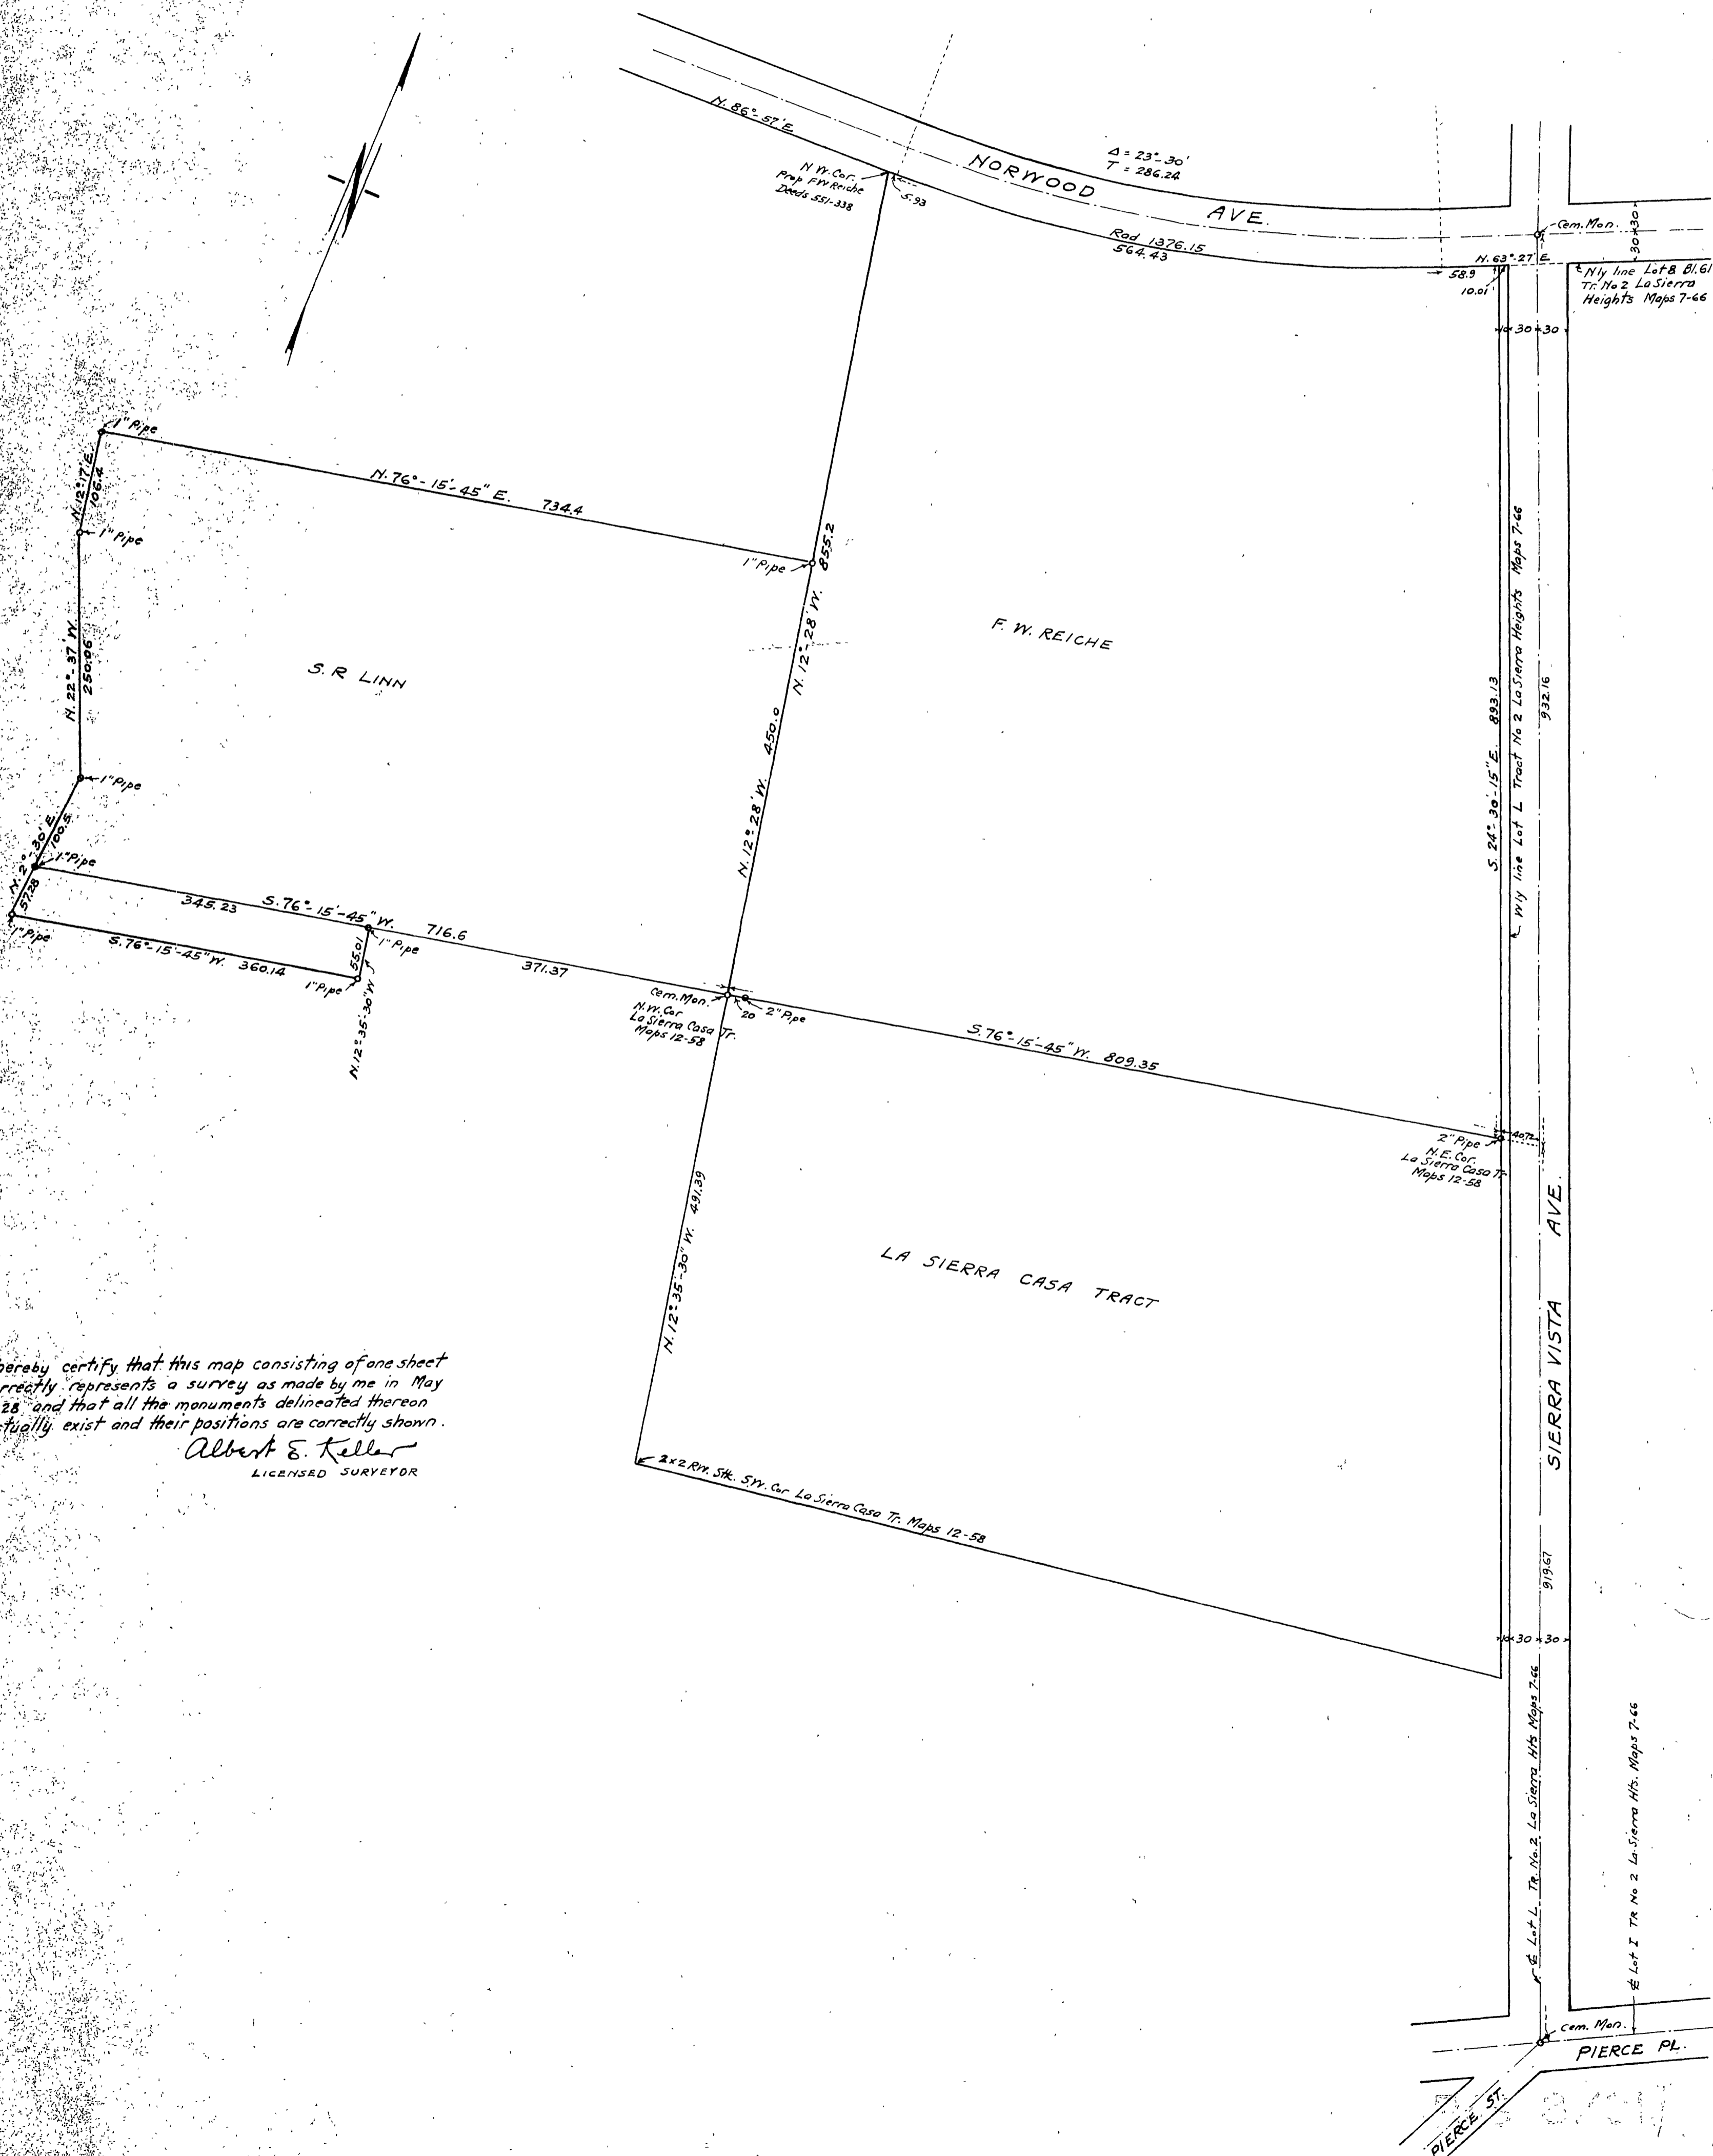 N. 86°-57' E
N.W. Cor.
Prop F.W. Reiche
Deeds 551-338
5.93
Δ = 23°-30'
T = 286.24
NORWOOD AVE.
Rad 1376.15
564.43
N. 63°-27' E
58.9
10.01
Cem. Mon.
30 30
Nly line Lot 8 Bl. 61
Tr. No 2 La Sierra
Heights Maps 7-66
10 30 30
1" Pipe
N. 12°-17' E.
106.4
1" Pipe
N. 76°-15'-45" E. 734.4
1" Pipe
855.2
N. 12°-28' W.
N. 22°-37' W.
250.06
S. R LINN
F. W. REICHE
N. 12°-28' W. 450.0
S. 24°-30'-15" E. 893.13
Wly line Lot L Tract No 2 La Sierra Heights Maps 7-66
932.16
1" Pipe
100.5
1" Pipe
57.28
1" Pipe
345.23 S. 76°-15'-45" W. 716.6
371.37
S. 76°-15'-45" W. 360.14
55.01
1" Pipe
1" Pipe
N. 12°-35'-30" W
Cem. Mon.
N.W. Cor
La Sierra Casa Tr.
Maps 12-58
20
2" Pipe
S. 76°-15'-45" W. 809.35
2" Pipe
N.E. Cor.
La Sierra Casa Tr.
Maps 12-58
N. 12°-35'-30" W. 491.39
LA SIERRA CASA TRACT
SIERRA VISTA AVE.
hereby certify that this map consisting of one sheet
rrectly represents a survey as made by me in May
28 and that all the monuments delineated thereon
tually exist and their positions are correctly shown.
Albert E. Keller
LICENSED SURVEYOR
2x2 Rw. Stk. S.W. Cor La Sierra Casa Tr. Maps 12-58
919.67
10 30 30
℄ Lot L Tr. No. 2 La Sierra Hts Maps 7-66
℄ Lot I TR No 2 La Sierra Hts. Maps 7-66
Cem. Mon.
PIERCE PL.
PIERCE ST.